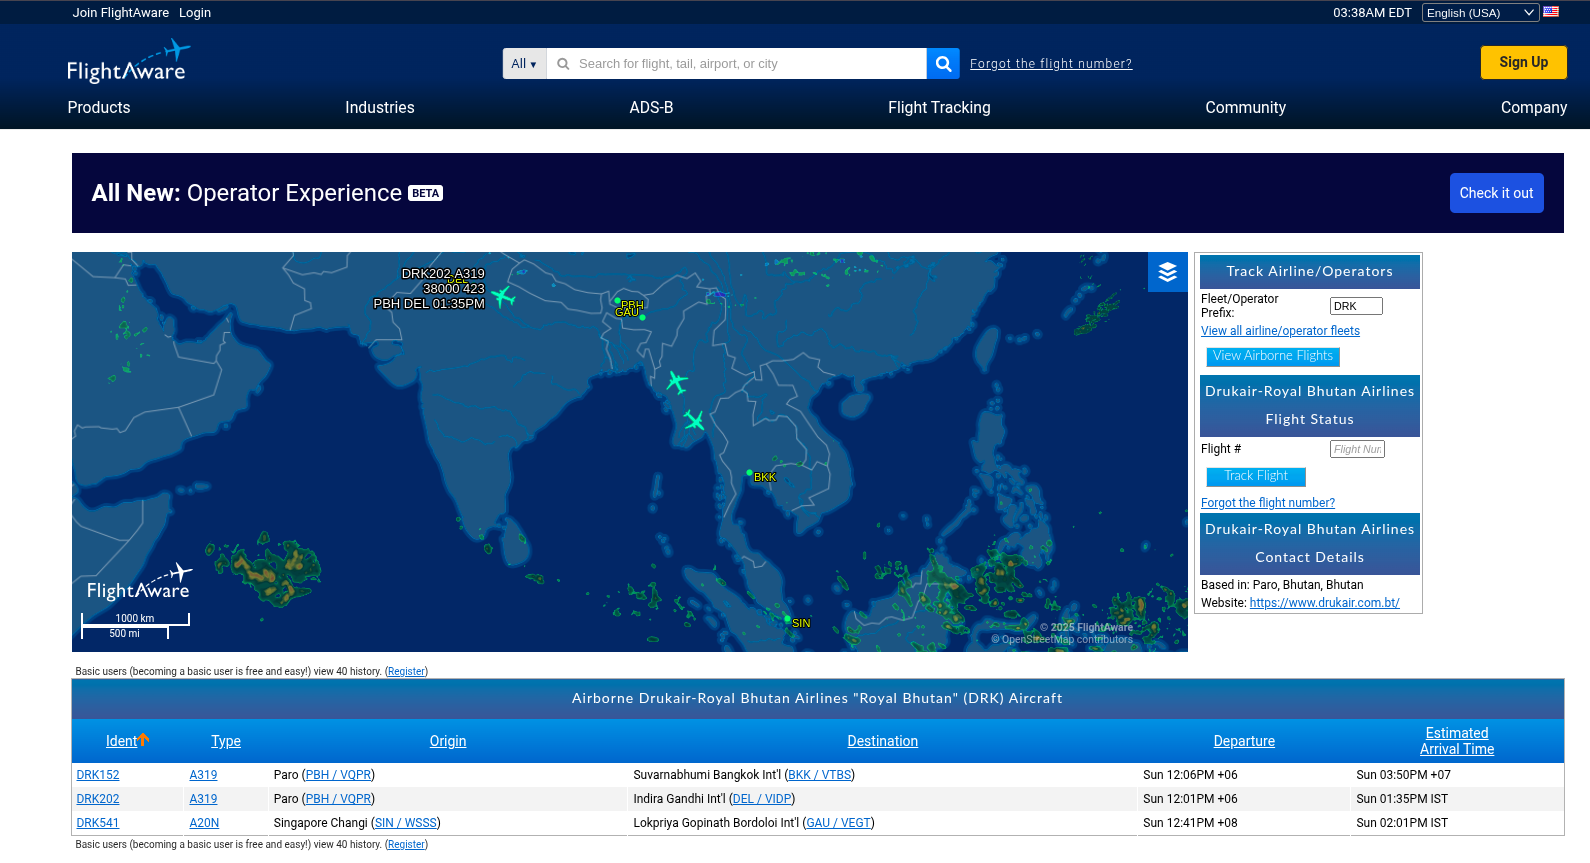 Join FlightAware Login
03:38AM EDT English (USA)
FlightAware
All ▼ Search for flight, tail, airport, or city
Forgot the flight number?
Sign Up
Products Industries ADS-B Flight Tracking Community Company
All New: Operator Experience BETA
Check it out
DRK202 A319
DEL
38000 423
PBH DEL 01:35PM
PBH
GAU
BKK
SIN
FlightAware
1000 km
500 mi
© 2025 FlightAware
© OpenStreetMap contributors
Track Airline/Operators
Fleet/Operator
Prefix:
DRK
View all airline/operator fleets
View Airborne Flights
Drukair-Royal Bhutan Airlines
Flight Status
Flight #
Flight Nur
Track Flight
Forgot the flight number?
Drukair-Royal Bhutan Airlines
Contact Details
Based in: Paro, Bhutan, Bhutan
Website: https://www.drukair.com.bt/
Basic users (becoming a basic user is free and easy!) view 40 history. (Register)
Airborne Drukair-Royal Bhutan Airlines "Royal Bhutan" (DRK) Aircraft
Ident Type Origin Destination Departure Estimated
Arrival Time
DRK152 A319 Paro (PBH / VQPR) Suvarnabhumi Bangkok Int'l (BKK / VTBS) Sun 12:06PM +06 Sun 03:50PM +07
DRK202 A319 Paro (PBH / VQPR) Indira Gandhi Int'l (DEL / VIDP) Sun 12:01PM +06 Sun 01:35PM IST
DRK541 A20N Singapore Changi (SIN / WSSS) Lokpriya Gopinath Bordoloi Int'l (GAU / VEGT) Sun 12:41PM +08 Sun 02:01PM IST
Basic users (becoming a basic user is free and easy!) view 40 history. (Register)